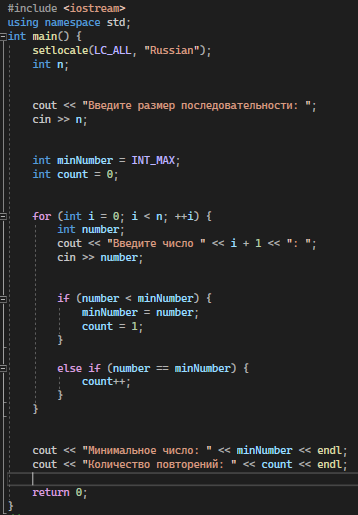 #include <iostream>
using namespace std;
int main() {
setlocale(LC_ALL, "Russian");
int n;
cout << "Введите размер последовательности: ";
cin >> n;
int minNumber = INT_MAX;
int count = 0;
for (int i = 0; i < n; ++i) {
int number;
cout << "Введите число " << i + 1 << ": ";
cin >> number;
if (number < minNumber) {
minNumber = number;
count = 1;
}
else if (number == minNumber) {
count++;
}
}
cout << "Минимальное число: " << minNumber << endl;
cout << "Количество повторений: " << count << endl;
return 0;
}